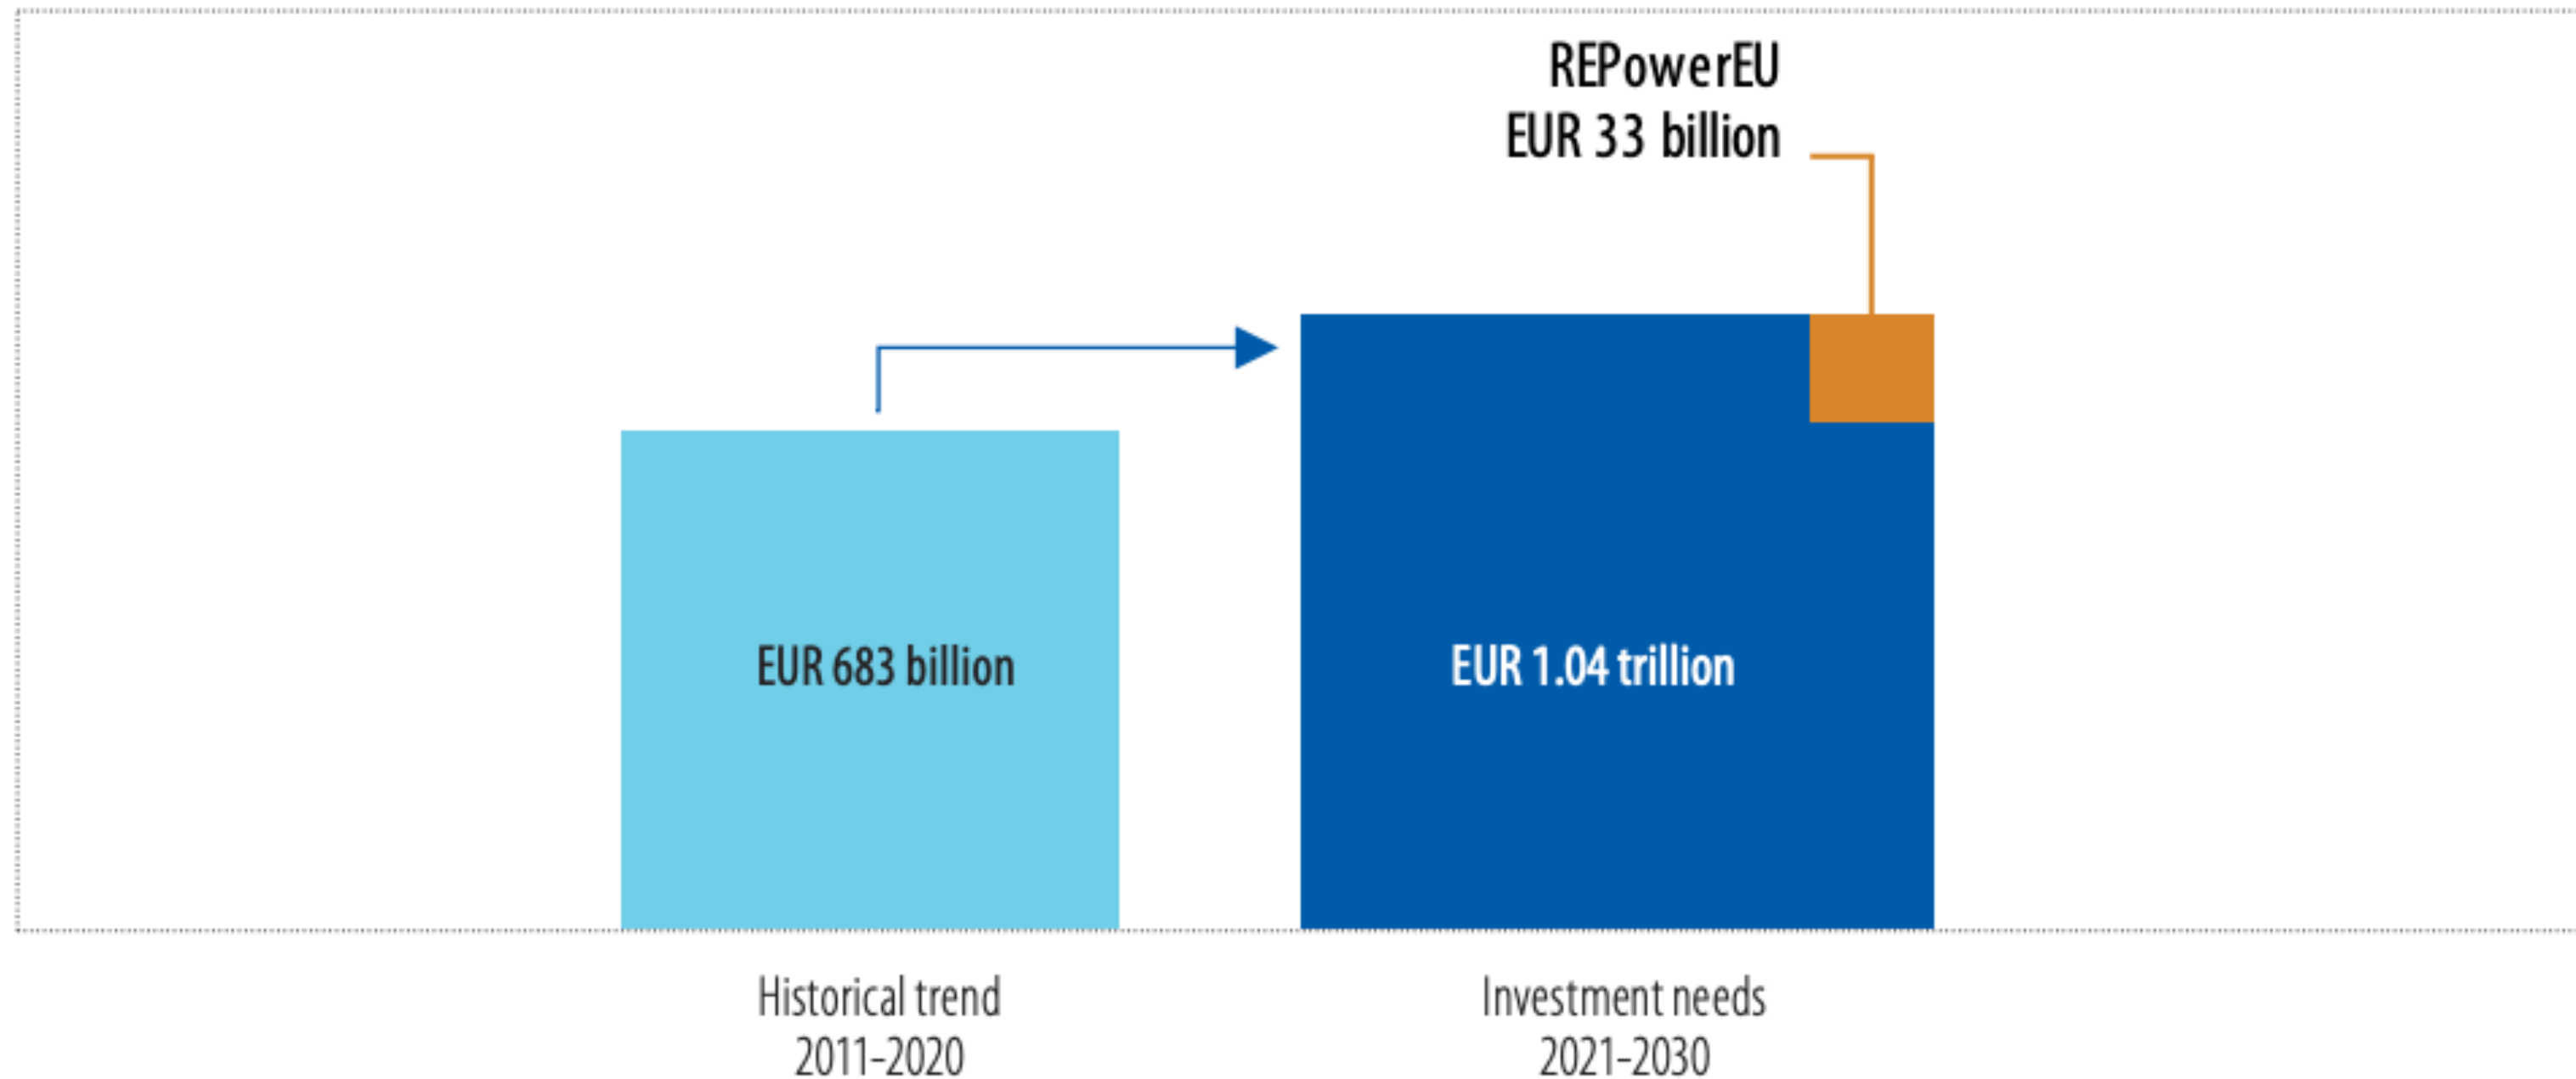 REPowerEU
EUR 33 billion
EUR 683 billion
EUR 1.04 trillion
Historical trend
2011-2020
Investment needs
2021-2030